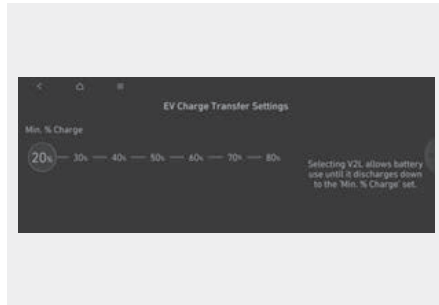 EV Charge Transfer Settings
Min. % Charge
20% 30% 40% 50% 60% 70% 80%
Selecting V2L allows battery
use until it discharges down
to the 'Min. % Charge' set.